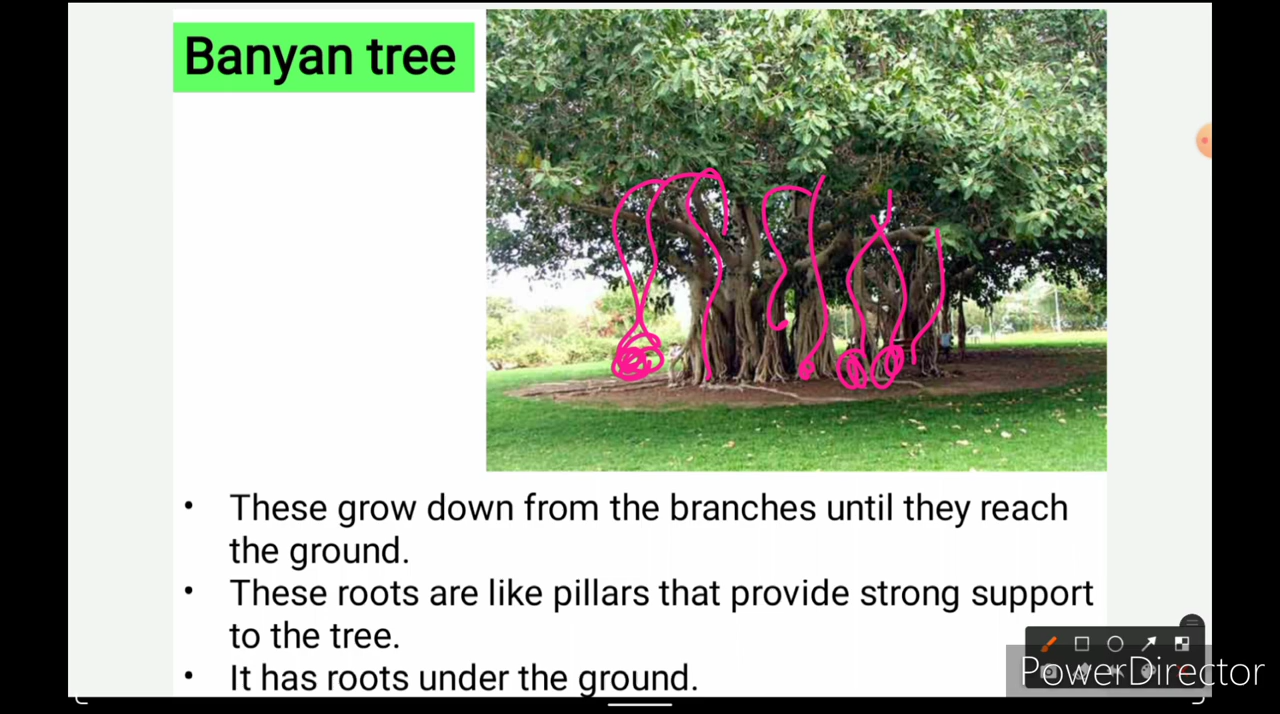 Banyan tree
• These grow down from the branches until they reach
the ground.
• These roots are like pillars that provide strong support
to the tree.
• It has roots under the ground.
PowerDirector